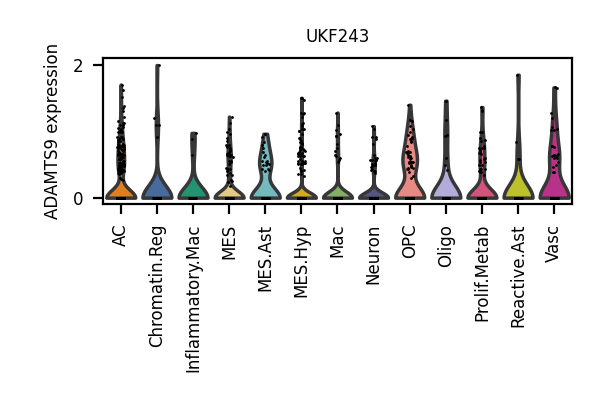 UKF243
ADAMTS9 expression
2
0
AC
Chromatin.Reg
Inflammatory.Mac
MES
MES.Ast
MES.Hyp
Mac
Neuron
OPC
Oligo
Prolif.Metab
Reactive.Ast
Vasc